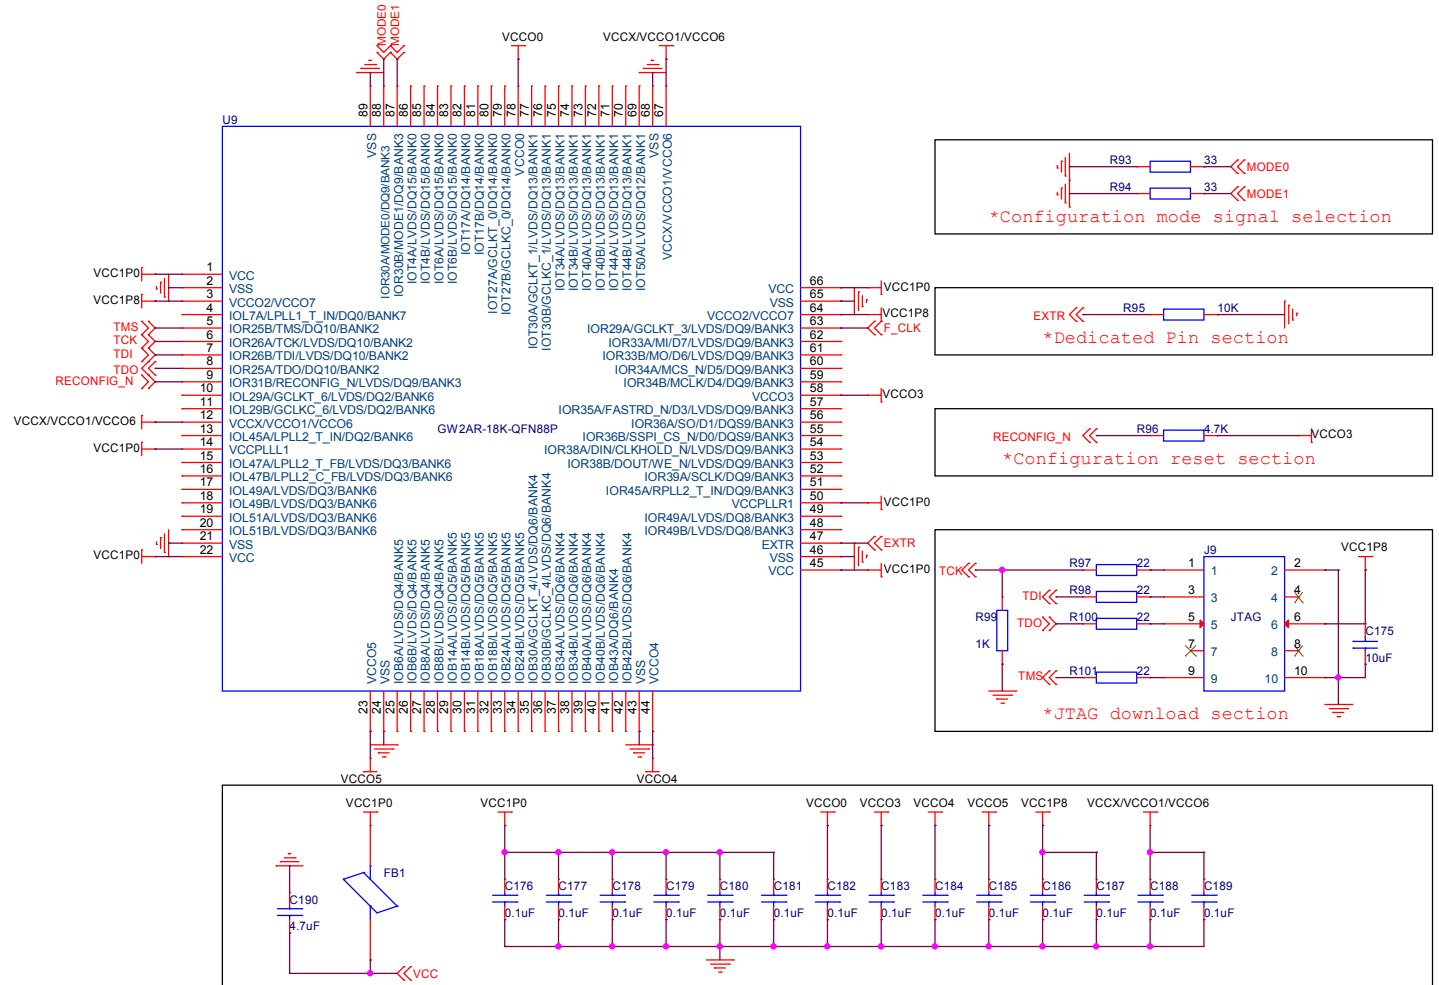 MODE0
MODE1
VCCO0
VCCX/VCCO1/VCCO6
89
88
87
86
85
84
83
82
81
80
79
78
77
76
75
74
73
72
71
70
69
68
67
U9
VSS
IOR30A/MODE0/DQ9/BANK3
IOR30B/MODE1/DQ9/BANK3
IOT4A/LVDS/DQ15/BANK0
IOT4B/LVDS/DQ15/BANK0
IOT6A/LVDS/DQ15/BANK0
IOT6B/LVDS/DQ15/BANK0
IOT17A/DQ14/BANK0
IOT17B/DQ14/BANK0
IOT27A/GCLKT_0/DQ14/BANK0
IOT27B/GCLKC_0/DQ14/BANK0
VCCO0
IOT30A/GCLKT_1/LVDS/DQ13/BANK1
IOT30B/GCLKC_1/LVDS/DQ13/BANK1
IOT34A/LVDS/DQ13/BANK1
IOT34B/LVDS/DQ13/BANK1
IOT40A/LVDS/DQ13/BANK1
IOT40B/LVDS/DQ13/BANK1
IOT44A/LVDS/DQ13/BANK1
IOT44B/LVDS/DQ13/BANK1
IOT50A/LVDS/DQ12/BANK1
VSS
VCCX/VCCO1/VCCO6
VCC1P0 1 VCC
2 VSS
VCC1P8 3 VCCO2/VCCO7
4 IOL7A/LPLL1_T_IN/DQ0/BANK7
TMS 5 IOR25B/TMS/DQ10/BANK2
TCK 6 IOR26A/TCK/LVDS/DQ10/BANK2
TDI 7 IOR26B/TDI/LVDS/DQ10/BANK2
TDO 8 IOR25A/TDO/DQ10/BANK2
RECONFIG_N 9 IOR31B/RECONFIG_N/LVDS/DQ9/BANK3
10 IOL29A/GCLKT_6/LVDS/DQ2/BANK6
11 IOL29B/GCLKC_6/LVDS/DQ2/BANK6
VCCX/VCCO1/VCCO6 12 VCCX/VCCO1/VCCO6
13 IOL45A/LPLL2_T_IN/DQ2/BANK6
VCC1P0 14 VCCPLLL1
15 IOL47A/LPLL2_T_FB/LVDS/DQ3/BANK6
16 IOL47B/LPLL2_C_FB/LVDS/DQ3/BANK6
17 IOL49A/LVDS/DQ3/BANK6
18 IOL49B/LVDS/DQ3/BANK6
19 IOL51A/LVDS/DQ3/BANK6
20 IOL51B/LVDS/DQ3/BANK6
21 VSS
VCC1P0 22 VCC
GW2AR-18K-QFN88P
VCC 66 VCC1P0
VSS 65
VCCO2/VCCO7 64 VCC1P8
IOR29A/GCLKT_3/LVDS/DQ9/BANK3 63 F_CLK
IOR33A/MI/D7/LVDS/DQ9/BANK3 62
IOR33B/MO/D6/LVDS/DQ9/BANK3 61
IOR34A/MCS_N/D5/DQ9/BANK3 60
IOR34B/MCLK/D4/DQ9/BANK3 59
VCCO3 58 VCCO3
IOR35A/FASTRD_N/D3/LVDS/DQ9/BANK3 57
IOR36A/SO/D1/DQS9/BANK3 56
IOR36B/SSPI_CS_N/D0/DQS9/BANK3 55
IOR38A/DIN/CLKHOLD_N/LVDS/DQ9/BANK3 54
IOR38B/DOUT/WE_N/LVDS/DQ9/BANK3 53
IOR39A/SCLK/DQ9/BANK3 52
IOR45A/RPLL2_T_IN/DQ9/BANK3 51
VCCPLLR1 50 VCC1P0
IOR49A/LVDS/DQ8/BANK3 49
IOR49B/LVDS/DQ8/BANK3 48
EXTR 47 EXTR
VSS 46
VCC 45 VCC1P0
VCCO5
VSS
IOB6A/LVDS/DQ4/BANK5
IOB6B/LVDS/DQ4/BANK5
IOB8A/LVDS/DQ4/BANK5
IOB8B/LVDS/DQ4/BANK5
IOB14A/LVDS/DQ5/BANK5
IOB14B/LVDS/DQ5/BANK5
IOB18A/LVDS/DQ5/BANK5
IOB18B/LVDS/DQ5/BANK5
IOB24A/LVDS/DQ5/BANK5
IOB24B/LVDS/DQ5/BANK5
IOB30A/GCLKT_4/LVDS/DQ6/BANK4
IOB30B/GCLKC_4/LVDS/DQ6/BANK4
IOB34A/LVDS/DQ6/BANK4
IOB34B/LVDS/DQ6/BANK4
IOB40A/LVDS/DQ6/BANK4
IOB40B/LVDS/DQ6/BANK4
IOB43A/DQ6/BANK4
IOB42B/LVDS/DQ6/BANK4
VSS
VCCO4
23
24
25
26
27
28
29
30
31
32
33
34
35
36
37
38
39
40
41
42
43
44
VCCO5
VCCO4
R93 33 MODE0
R94 33 MODE1
*Configuration mode signal selection
EXTR R95 10K
*Dedicated Pin section
RECONFIG_N R96 4.7K VCCO3
*Configuration reset section
J9
VCC1P8
TCK R97 22 1 1 2 2
TDI R98 22 3 3 4 4
JTAG
R99
1K
TDO R100 22 5 5 6 6
C175
10uF
7 7 8 8
TMS R101 22 9 9 10 10
*JTAG download section
VCC1P0
VCC1P0
VCCO0
VCCO3
VCCO4
VCCO5
VCC1P8
VCCX/VCCO1/VCCO6
FB1
C190
4.7uF
VCC
C176
0.1uF
C177
0.1uF
C178
0.1uF
C179
0.1uF
C180
0.1uF
C181
0.1uF
C182
0.1uF
C183
0.1uF
C184
0.1uF
C185
0.1uF
C186
0.1uF
C187
0.1uF
C188
0.1uF
C189
0.1uF